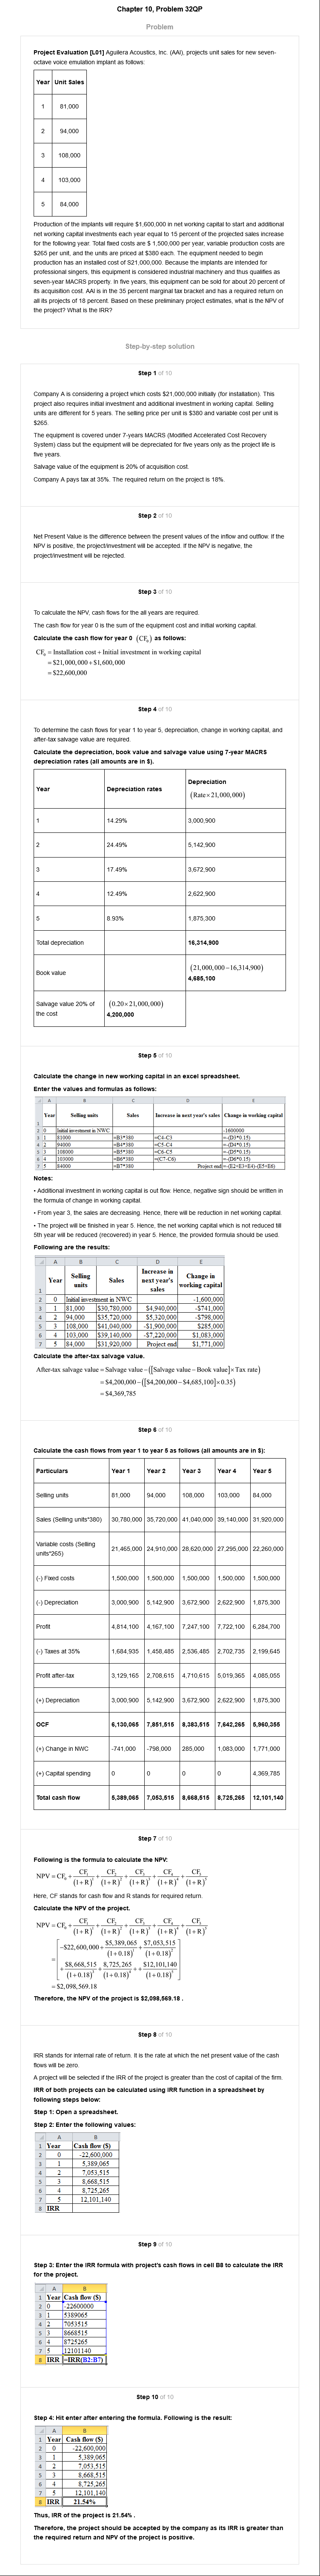 Chapter 10, Problem 32QP
Problem
Project Evaluation [L01] Aguilera Acoustics, Inc. (AAI), projects unit sales for new seven-
octave voice emulation implant as follows:
Year Unit Sales
1 81,000
2 94,000
3 108,000
4 103,000
5 84,000
Production of the implants will require $1,600,000 in net working capital to start and additional
net working capital investments each year equal to 15 percent of the projected sales increase
for the following year. Total fixed costs are $ 1,500,000 per year, variable production costs are
$265 per unit, and the units are priced at $380 each. The equipment needed to begin
production has an installed cost of S21,000,000. Because the implants are intended for
professional singers, this equipment is considered industrial machinery and thus qualifies as
seven-year MACRS property. In five years, this equipment can be sold for about 20 percent of
its acquisition cost. AAI is in the 35 percent marginal tax bracket and has a required return on
all its projects of 18 percent. Based on these preliminary project estimates, what is the NPV of
the project? What is the IRR?
Step-by-step solution
Step 1 of 10
Company A is considering a project which costs $21,000,000 initially (for installation). This
project also requires initial investment and additional investment in working capital. Selling
units are different for 5 years. The selling price per unit is $380 and variable cost per unit is
$265.
The equipment is covered under 7-years MACRS (Modified Accelerated Cost Recovery
System) class but the equipment will be depreciated for five years only as the project life is
five years.
Salvage value of the equipment is 20% of acquisition cost.
Company A pays tax at 35%. The required return on the project is 18%.
Step 2 of 10
Net Present Value is the difference between the present values of the inflow and outflow. If the
NPV is positive, the project/investment will be accepted. If the NPV is negative, the
project/investment will be rejected.
Step 3 of 10
To calculate the NPV, cash flows for the all years are required.
The cash flow for year 0 is the sum of the equipment cost and initial working capital.
Calculate the cash flow for year 0 (CF₀) as follows:
CF₀ = Installation cost + Initial investment in working capital
= $21,000,000 + $1,600,000
= $22,600,000
Step 4 of 10
To determine the cash flows for year 1 to year 5, depreciation, change in working capital, and
after-tax salvage value are required.
Calculate the depreciation, book value and salvage value using 7-year MACRS
depreciation rates (all amounts are in $).
Year Depreciation rates Depreciation (Rate×21,000,000)
1 14.29% 3,000,900
2 24.49% 5,142,900
3 17.49% 3,672,900
4 12.49% 2,622,900
5 8.93% 1,875,300
Total depreciation 16,314,900
Book value (21,000,000−16,314,900) 4,685,100
Salvage value 20% of the cost (0.20×21,000,000) 4,200,000
Step 5 of 10
Calculate the change in new working capital in an excel spreadsheet.
Enter the values and formulas as follows:
A B C D E
1 Year Selling units Sales Increase in next year's sales Change in working capital
2 0 Initial investment in NWC -1600000
3 1 81000 =B3*380 =C4-C3 =-(D3*0.15)
4 2 94000 =B4*380 =C5-C4 =-(D4*0.15)
5 3 108000 =B5*380 =C6-C5 =-(D5*0.15)
6 4 103000 =B6*380 =(C7-C6) =-(D6*0.15)
7 5 84000 =B7*380 Project end =-(E2+E3+E4)-(E5+E6)
Notes:
• Additional investment in working capital is out flow. Hence, negative sign should be written in
the formula of change in working capital.
• From year 3, the sales are decreasing. Hence, there will be reduction in net working capital.
• The project will be finished in year 5. Hence, the net working capital which is not reduced till
5th year will be reduced (recovered) in year 5. Hence, the provided formula should be used.
Following are the results:
A B C D E
1 Year Selling units Sales Increase in next year's sales Change in working capital
2 0 Initial investment in NWC -1,600,000
3 1 81,000 $30,780,000 $4,940,000 -$741,000
4 2 94,000 $35,720,000 $5,320,000 -$798,000
5 3 108,000 $41,040,000 -$1,900,000 $285,000
6 4 103,000 $39,140,000 -$7,220,000 $1,083,000
7 5 84,000 $31,920,000 Project end $1,771,000
Calculate the after-tax salvage value.
After-tax salvage value = Salvage value − ([Salvage value − Book value]× Tax rate)
= $4,200,000 − ([$4,200,000 − $4,685,100]×0.35)
= $4,369,785
Step 6 of 10
Calculate the cash flows from year 1 to year 5 as follows (all amounts are in $):
Particulars Year 1 Year 2 Year 3 Year 4 Year 5
Selling units 81,000 94,000 108,000 103,000 84,000
Sales (Selling units*380) 30,780,000 35,720,000 41,040,000 39,140,000 31,920,000
Variable costs (Selling units*265) 21,465,000 24,910,000 28,620,000 27,295,000 22,260,000
(-) Fixed costs 1,500,000 1,500,000 1,500,000 1,500,000 1,500,000
(-) Depreciation 3,000,900 5,142,900 3,672,900 2,622,900 1,875,300
Profit 4,814,100 4,167,100 7,247,100 7,722,100 6,284,700
(-) Taxes at 35% 1,684,935 1,458,485 2,536,485 2,702,735 2,199,645
Profit after-tax 3,129,165 2,708,615 4,710,615 5,019,365 4,085,055
(+) Depreciation 3,000,900 5,142,900 3,672,900 2,622,900 1,875,300
OCF 6,130,065 7,851,515 8,383,515 7,642,265 5,960,355
(+) Change in NWC -741,000 -798,000 285,000 1,083,000 1,771,000
(+) Capital spending 0 0 0 0 4,369,785
Total cash flow 5,389,065 7,053,515 8,668,515 8,725,265 12,101,140
Step 7 of 10
Following is the formula to calculate the NPV:
NPV = CF₀ + CF₁/(1+R)¹ + CF₂/(1+R)² + CF₃/(1+R)³ + CF₄/(1+R)⁴ + CF₅/(1+R)⁵
Here, CF stands for cash flow and R stands for required return.
Calculate the NPV of the project.
NPV = CF₀ + CF₁/(1+R)¹ + CF₂/(1+R)² + CF₃/(1+R)³ + CF₄/(1+R)⁴ + CF₅/(1+R)⁵
= [−$22,600,000 + $5,389,065/(1+0.18)¹ + $7,053,515/(1+0.18)²
+ $8,668,515/(1+0.18)³ + 8,725,265/(1+0.18)⁴ + $12,101,140/(1+0.18)⁵]
= $2,098,569.18
Therefore, the NPV of the project is $2,098,569.18 .
Step 8 of 10
IRR stands for internal rate of return. It is the rate at which the net present value of the cash
flows will be zero.
A project will be selected if the IRR of the project is greater than the cost of capital of the firm.
IRR of both projects can be calculated using IRR function in a spreadsheet by
following steps below:
Step 1: Open a spreadsheet.
Step 2: Enter the following values:
A B
1 Year Cash flow ($)
2 0 -22,600,000
3 1 5,389,065
4 2 7,053,515
5 3 8,668,515
6 4 8,725,265
7 5 12,101,140
8 IRR
Step 9 of 10
Step 3: Enter the IRR formula with project's cash flows in cell B8 to calculate the IRR
for the project.
A B
1 Year Cash flow ($)
2 0 -22600000
3 1 5389065
4 2 7053515
5 3 8668515
6 4 8725265
7 5 12101140
8 IRR =IRR(B2:B7)
Step 10 of 10
Step 4: Hit enter after entering the formula. Following is the result:
A B
1 Year Cash flow ($)
2 0 -22,600,000
3 1 5,389,065
4 2 7,053,515
5 3 8,668,515
6 4 8,725,265
7 5 12,101,140
8 IRR 21.54%
Thus, IRR of the project is 21.54% .
Therefore, the project should be accepted by the company as its IRR is greater than
the required return and NPV of the project is positive.